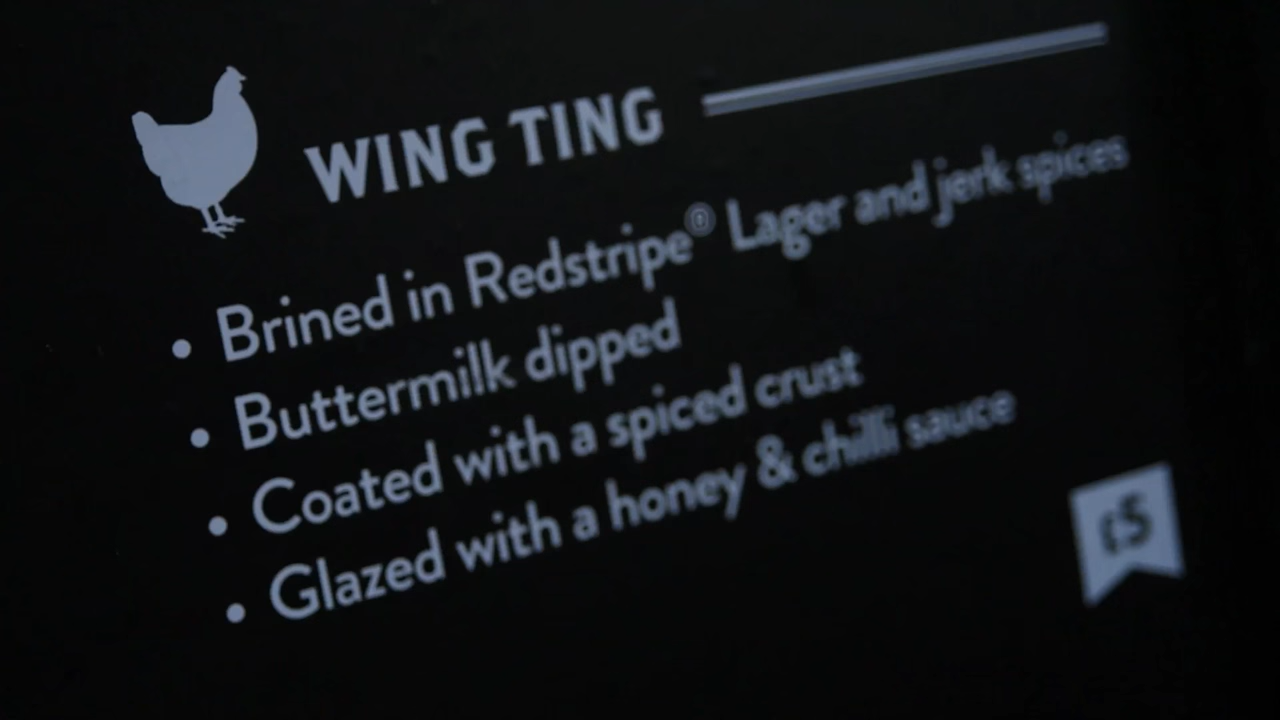 WING TING
• Brined in Redstripe® Lager and jerk spices
• Buttermilk dipped
• Coated with a spiced crust
• Glazed with a honey & chilli sauce
£5